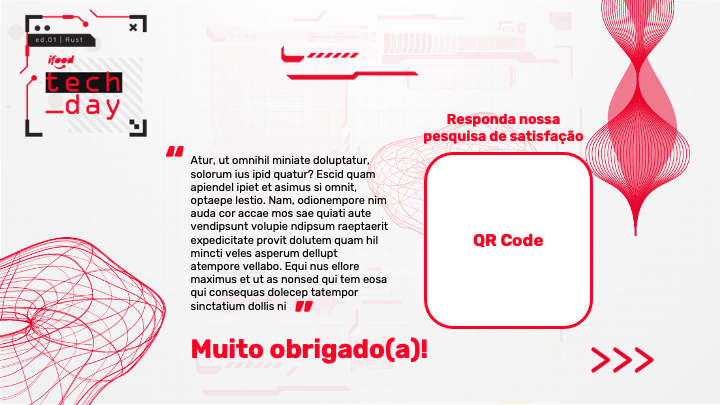 ed.01 | Rust
ifood
tech
_day
Responda nossa
pesquisa de satisfação
Atur, ut omnihil miniate doluptatur,
solorum ius ipid quatur? Escid quam
apiendel ipiet et asimus si omnit,
optaepe lestio. Nam, odionempore nim
auda cor accae mos sae quiati aute
vendipsunt volupie ndipsum raeptaerit
expedicitate provit dolutem quam hil
mincti veles asperum dellupt
atempore vellabo. Equi nus ellore
maximus et ut as nonsed qui tem eosa
qui consequas dolecep tatempor
sinctatium dollis ni
QR Code
Muito obrigado(a)!